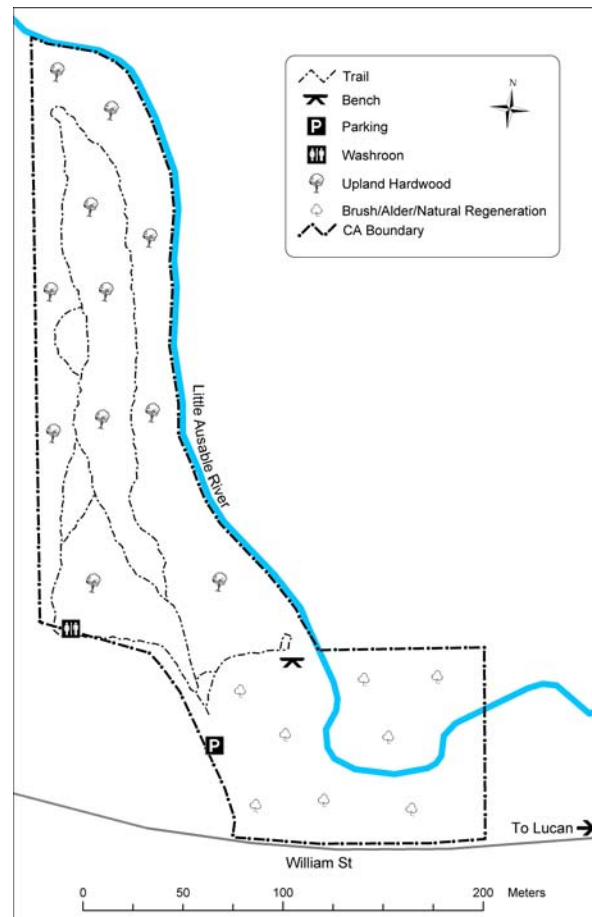 Trail
Bench
P Parking
Washroon
Upland Hardwood
Brush/Alder/Natural Regeneration
CA Boundary
N
Little Ausable River
P
To Lucan
William St
0 50 100 200 Meters